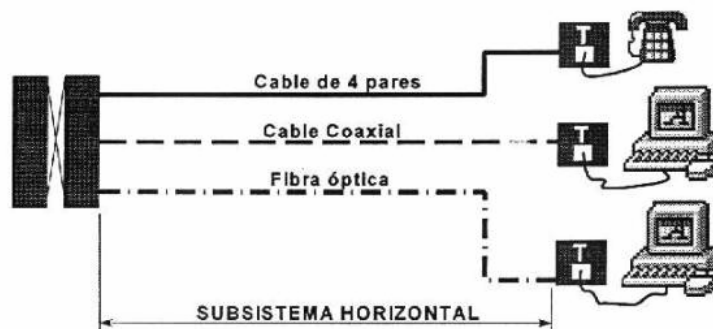 T
Cable de 4 pares
Cable Coaxial
T
Fibra óptica
T
SUBSISTEMA HORIZONTAL